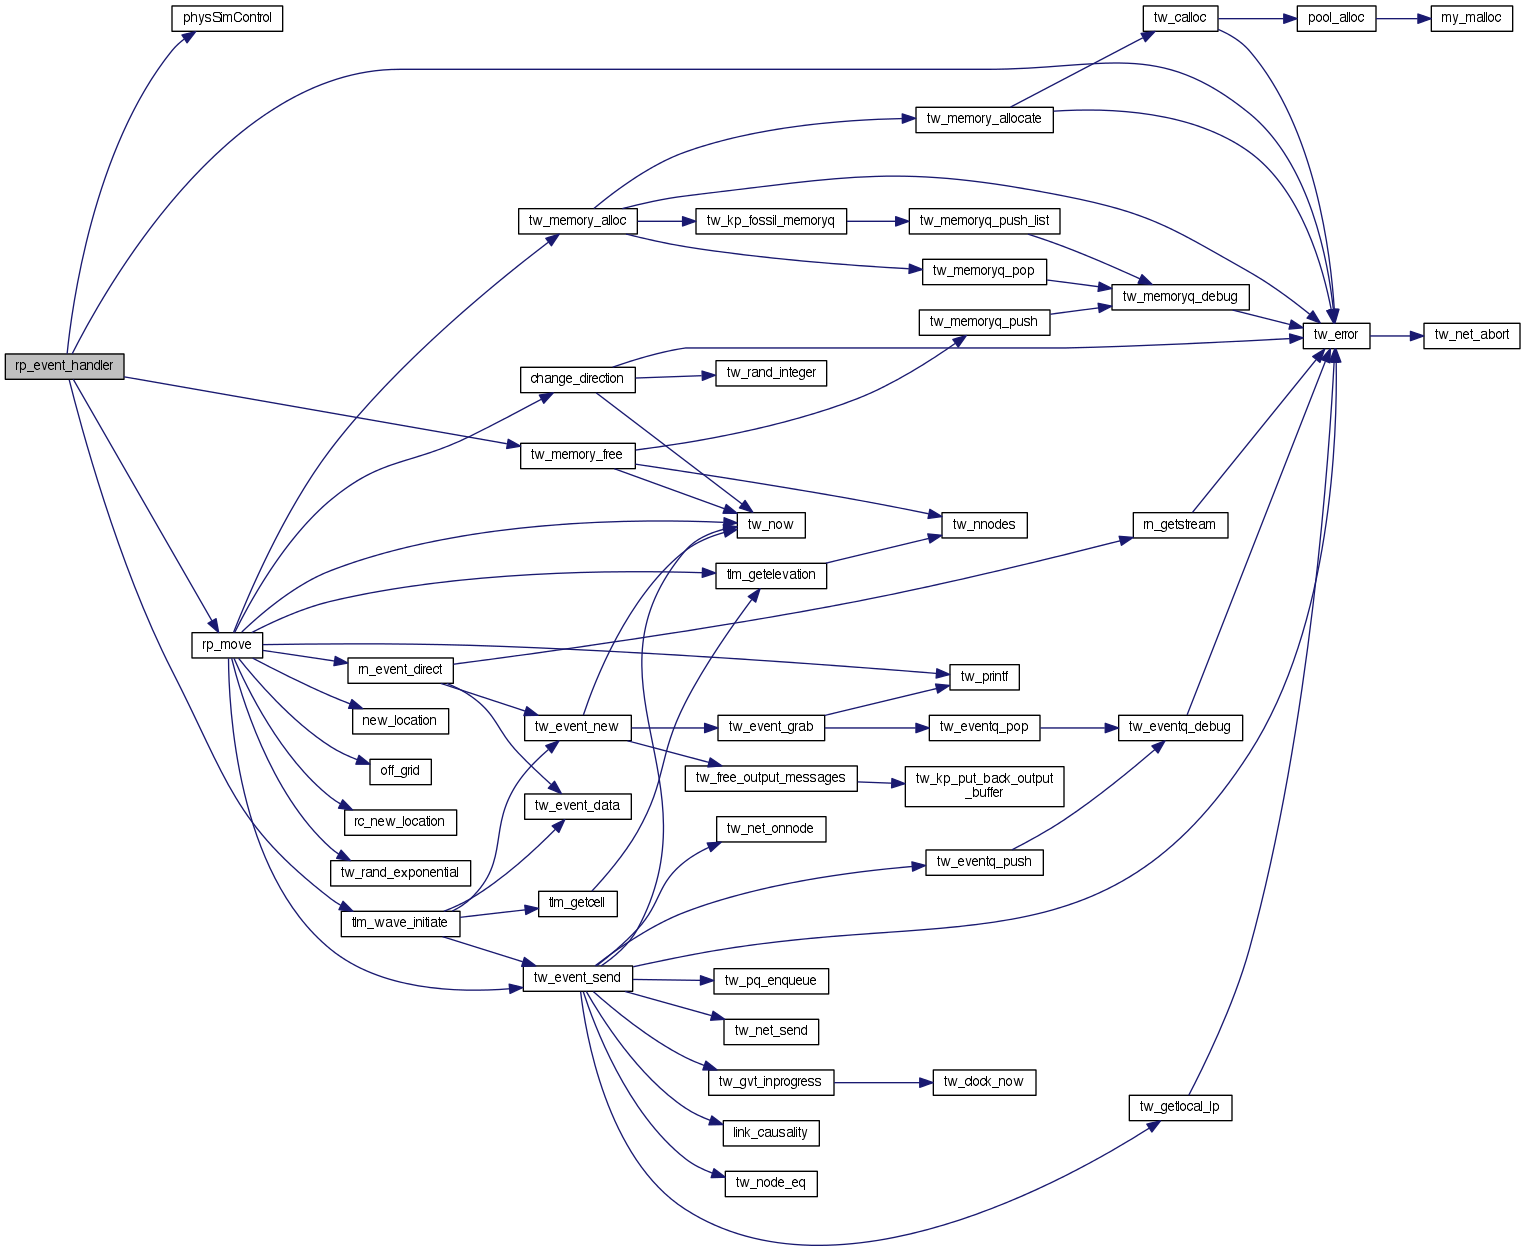 physSimControl
tw_calloc
pool_alloc
my_malloc
tw_memory_allocate
tw_memory_alloc
tw_kp_fossil_memoryq
tw_memoryq_push_list
tw_memoryq_pop
tw_memoryq_debug
tw_memoryq_push
tw_error
tw_net_abort
rp_event_handler
change_direction
tw_rand_integer
tw_memory_free
tw_now
tw_nnodes
rn_getstream
tlm_getelevation
rp_move
rn_event_direct
tw_printf
new_location
tw_event_new
tw_event_grab
tw_eventq_pop
tw_eventq_debug
off_grid
tw_free_output_messages
tw_kp_put_back_output
_buffer
tw_event_data
rc_new_location
tw_net_onnode
tw_rand_exponential
tw_eventq_push
tlm_getcell
tlm_wave_initiate
tw_event_send
tw_pq_enqueue
tw_net_send
tw_gvt_inprogress
tw_clock_now
tw_getlocal_lp
link_causality
tw_node_eq